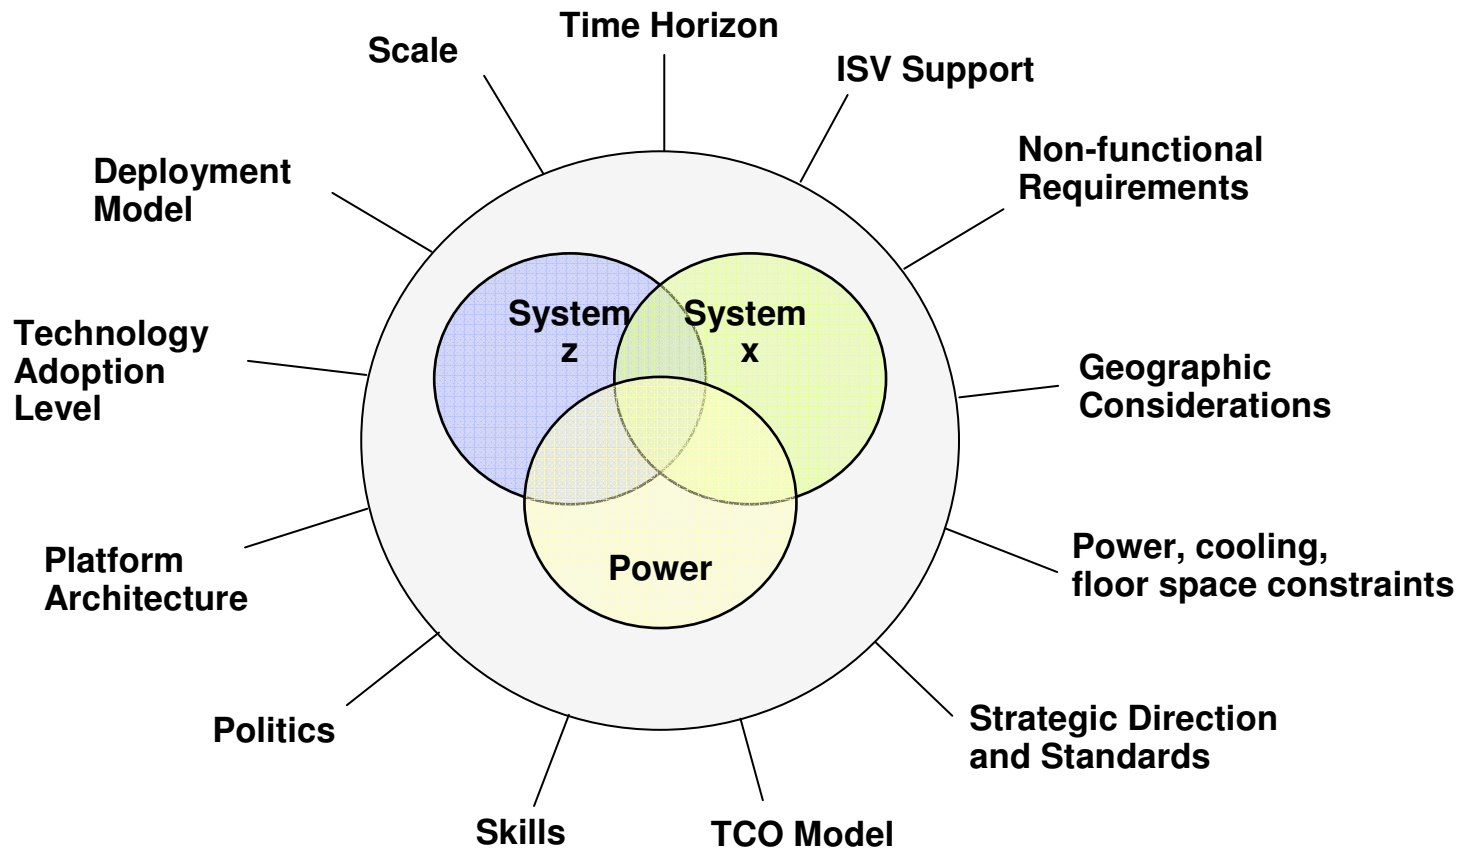 Time Horizon
Scale
ISV Support
Non-functional
Requirements
Deployment
Model
System
z
System
x
Technology
Adoption
Level
Geographic
Considerations
Power, cooling,
floor space constraints
Platform
Architecture
Power
Politics
Strategic Direction
and Standards
Skills
TCO Model